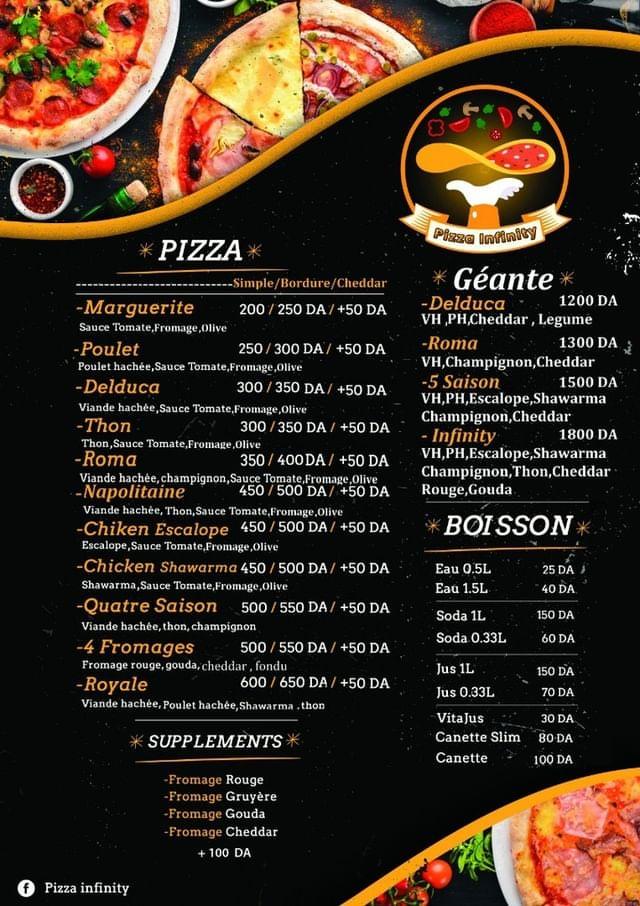 Pizza Infinity
PIZZA
Simple/Bordure/Cheddar
-Marguerite 200 / 250 DA / +50 DA
Sauce Tomate,Fromage,Olive
-Poulet 250 / 300 DA / +50 DA
Poulet hachée,Sauce Tomate,Fromage,Olive
-Delduca 300 / 350 DA / +50 DA
Viande hachée,Sauce Tomate,Fromage,Olive
-Thon 300 / 350 DA / +50 DA
Thon,Sauce Tomate,Fromage,Olive
-Roma 350 / 400DA / +50 DA
Viande hachée,champignon,Sauce Tomate,Fromage,Olive
-Napolitaine 450 / 500 DA / +50 DA
Viande hachée,Thon,Sauce Tomate,Fromage,Olive
-Chiken Escalope 450 / 500 DA / +50 DA
Escalope,Sauce Tomate,Fromage,Olive
-Chicken Shawarma 450 / 500 DA / +50 DA
Shawarma,Sauce Tomate,Fromage,Olive
-Quatre Saison 500 / 550 DA / +50 DA
Viande hachée,thon,champignon
-4 Fromages 500 / 550 DA / +50 DA
Fromage rouge,gouda,cheddar , fondu
-Royale 600 / 650 DA / +50 DA
Viande hachée,Poulet hachée,Shawarma .thon
SUPPLEMENTS
-Fromage Rouge
-Fromage Gruyère
-Fromage Gouda
-Fromage Cheddar
+ 100 DA
Géante
-Delduca 1200 DA
VH ,PH,Cheddar , Legume
-Roma 1300 DA
VH,Champignon,Cheddar
-5 Saison 1500 DA
VH,PH,Escalope,Shawarma
Champignon,Cheddar
- Infinity 1800 DA
VH,PH,Escalope,Shawarma
Champignon,Thon,Cheddar
Rouge,Gouda
BOISSON
Eau 0.5L 25 DA
Eau 1.5L 40 DA
Soda 1L 150 DA
Soda 0.33L 60 DA
Jus 1L 150 DA
Jus 0.33L 70 DA
VitaJus 30 DA
Canette Slim 80 DA
Canette 100 DA
f Pizza infinity